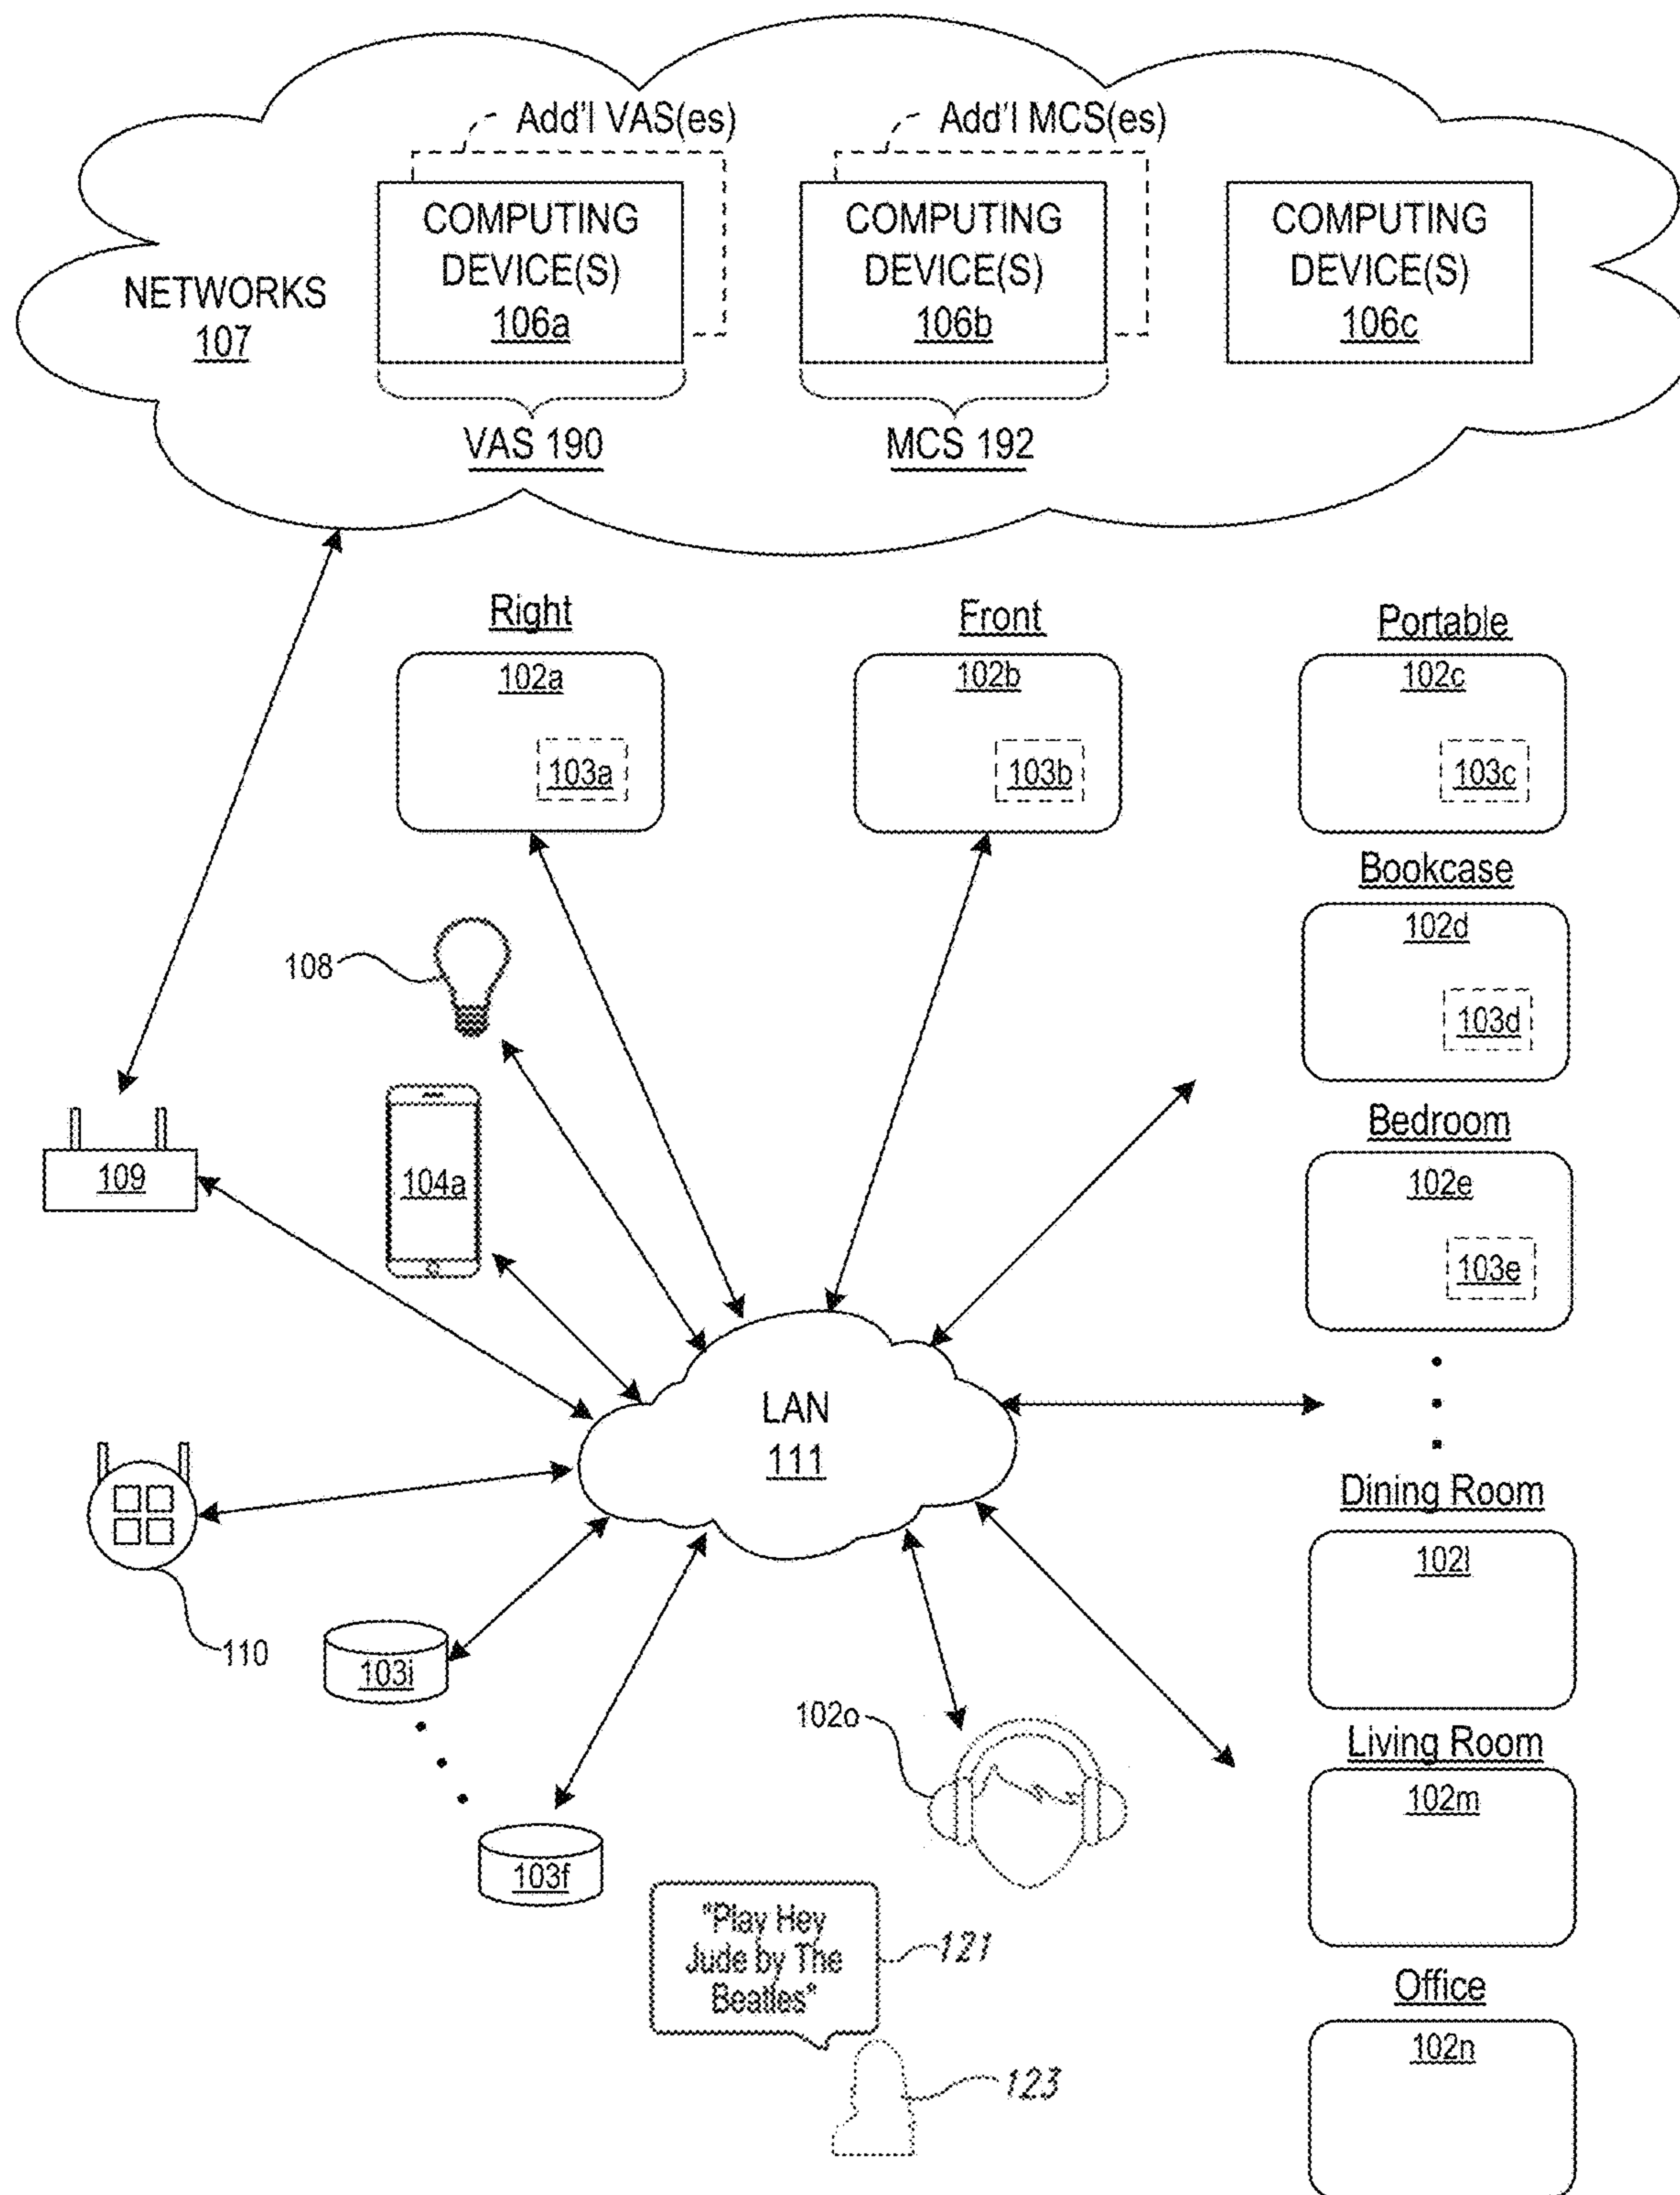 Add'l VAS(es)
Add'l MCS(es)
COMPUTING
DEVICE(S)
106a
COMPUTING
DEVICE(S)
106b
COMPUTING
DEVICE(S)
106c
NETWORKS
107
VAS 190
MCS 192
Right
102a
103a
Front
102b
103b
Portable
102c
103c
Bookcase
102d
103d
108
Bedroom
102e
103e
104a
109
LAN
111
Dining Room
102l
110
103i
102o
Living Room
102m
103f
"Play Hey
Jude by The
Beatles"
121
Office
102n
123